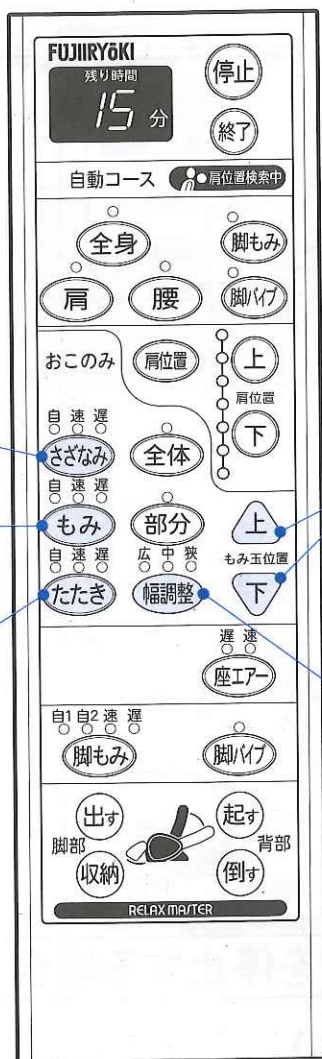 FUJIIRYōKI
残り時間
15 分
停止
終了
自動コース
肩位置検索中
全身
脚もみ
肩
腰
脚バイブ
おこのみ
肩位置
上
肩位置
下
自 速 遅
さざなみ
全体
自 速 遅
もみ
部分
上
もみ玉位置
自 速 遅
広 中 狭
たたき
幅調整
下
遅 速
座エアー
自1 自2 速 遅
脚もみ
脚バイブ
出す
起す
脚部
背部
収納
倒す
RELAX MASTER